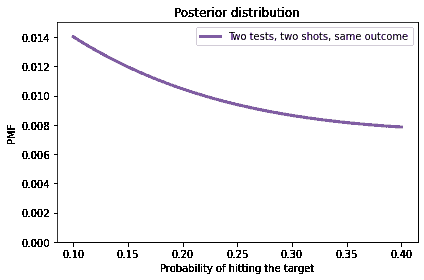 Posterior distribution
Two tests, two shots, same outcome
0.014
0.012
0.010
0.008
0.006
0.004
0.002
0.000
PMF
0.10 0.15 0.20 0.25 0.30 0.35 0.40
Probability of hitting the target